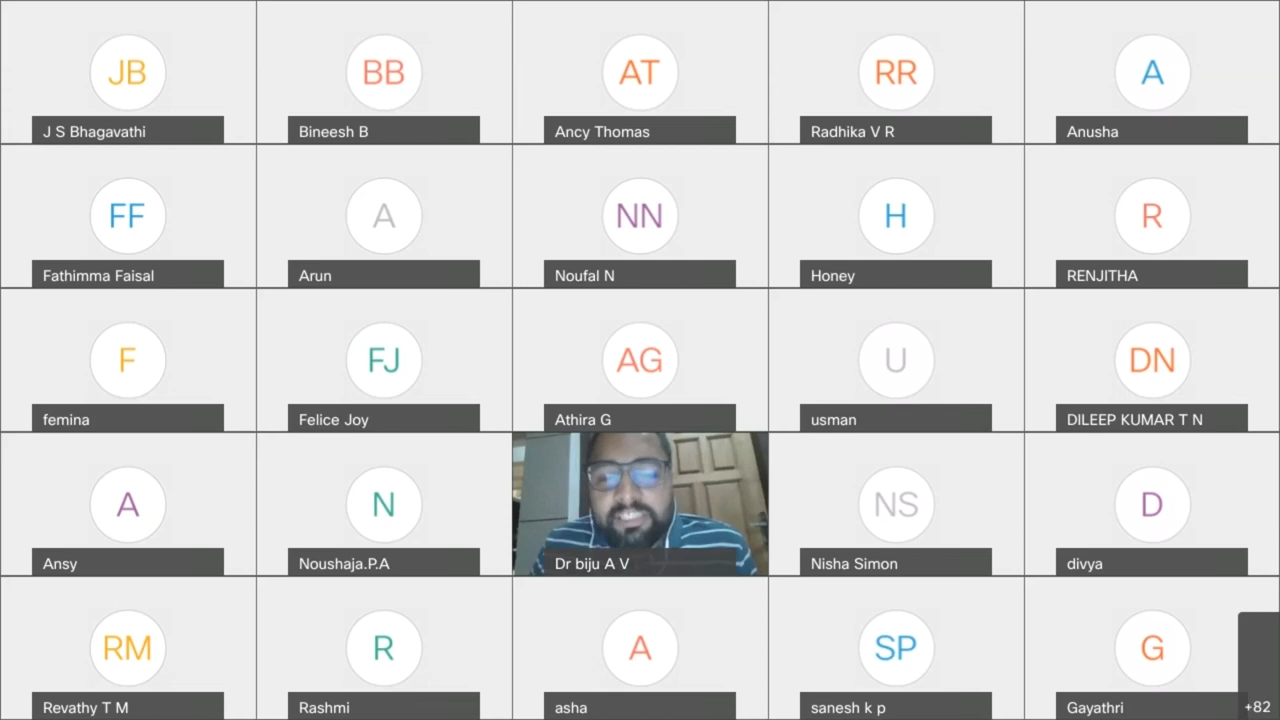 JB
J S Bhagavathi
BB
Bineesh B
AT
Ancy Thomas
RR
Radhika V R
A
Anusha
FF
Fathimma Faisal
A
Arun
NN
Noufal N
H
Honey
R
RENJITHA
F
femina
FJ
Felice Joy
AG
Athira G
U
usman
DN
DILEEP KUMAR T N
A
Ansy
N
Noushaja.P.A
Dr biju A V
NS
Nisha Simon
D
divya
RM
Revathy T M
R
Rashmi
A
asha
SP
sanesh k p
G
Gayathri
+82